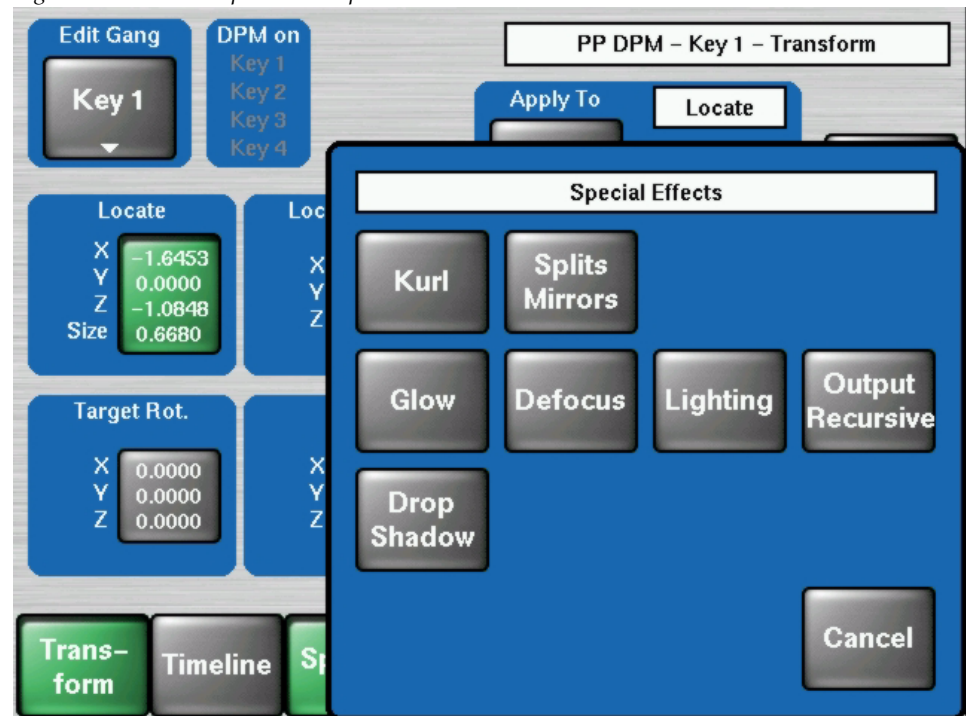 Edit Gang
Key 1
DPM on
Key 1
Key 2
Key 3
Key 4
PP DPM – Key 1 – Transform
Apply To
Locate
Locate
X -1.6453
Y 0.0000
Z -1.0848
Size 0.6680
Loc
X
Y
Z
Target Rot.
X 0.0000
Y 0.0000
Z 0.0000
X
Y
Z
Special Effects
Kurl
Splits
Mirrors
Glow
Defocus
Lighting
Output
Recursive
Drop
Shadow
Cancel
Trans–
form
Timeline
Sp